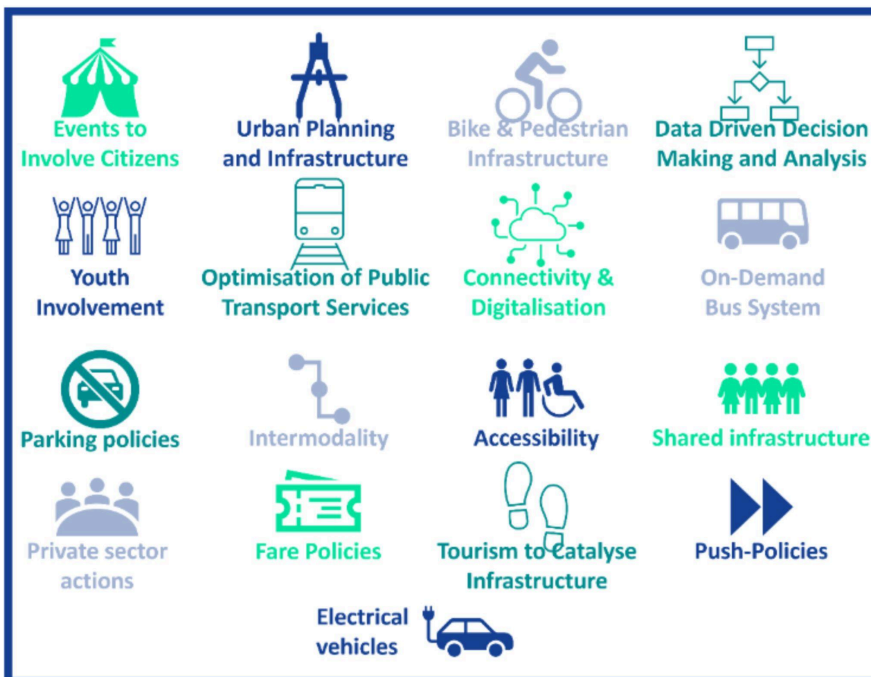 Events to
Involve Citizens
Urban Planning
and Infrastructure
Bike & Pedestrian
Infrastructure
Data Driven Decision
Making and Analysis
Youth
Involvement
Optimisation of Public
Transport Services
Connectivity &
Digitalisation
On-Demand
Bus System
Parking policies
Intermodality
Accessibility
Shared infrastructure
Private sector
actions
Fare Policies
Tourism to Catalyse
Infrastructure
Push-Policies
Electrical
vehicles